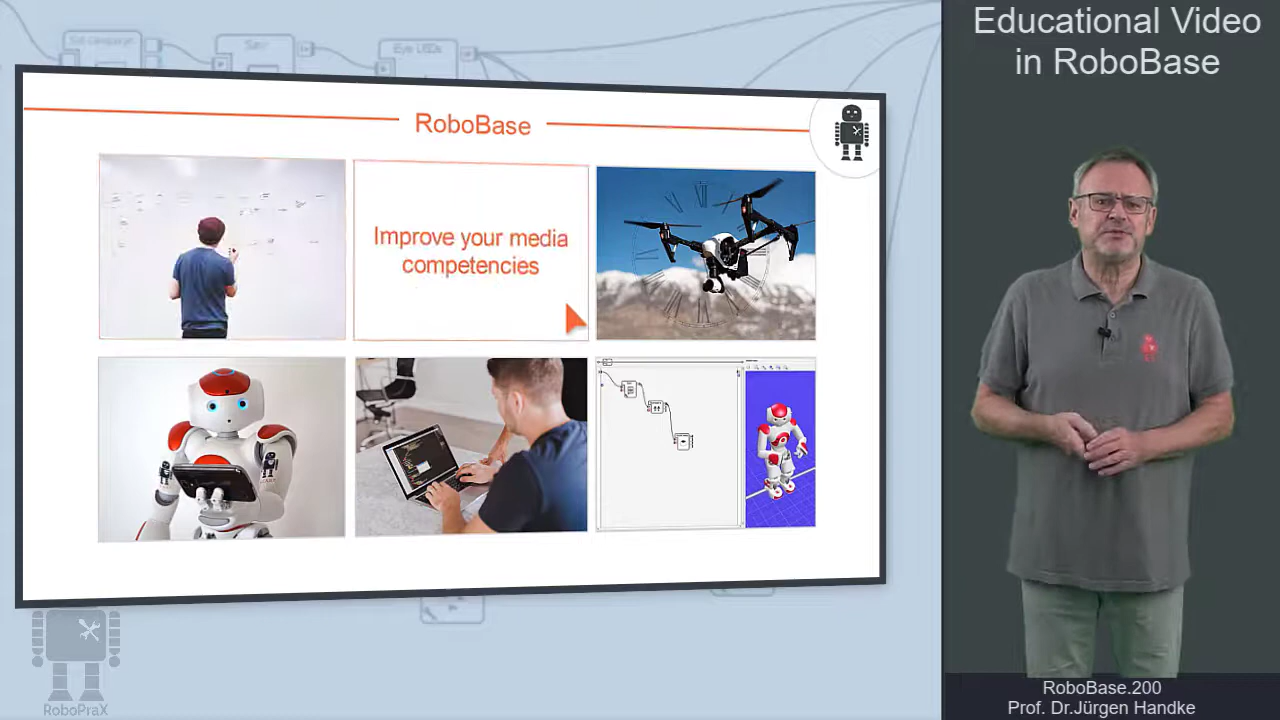 Educational Video
in RoboBase
RoboBase
Improve your media
competencies
RoboPraX
RoboBase.200
Prof. Dr.Jürgen Handke